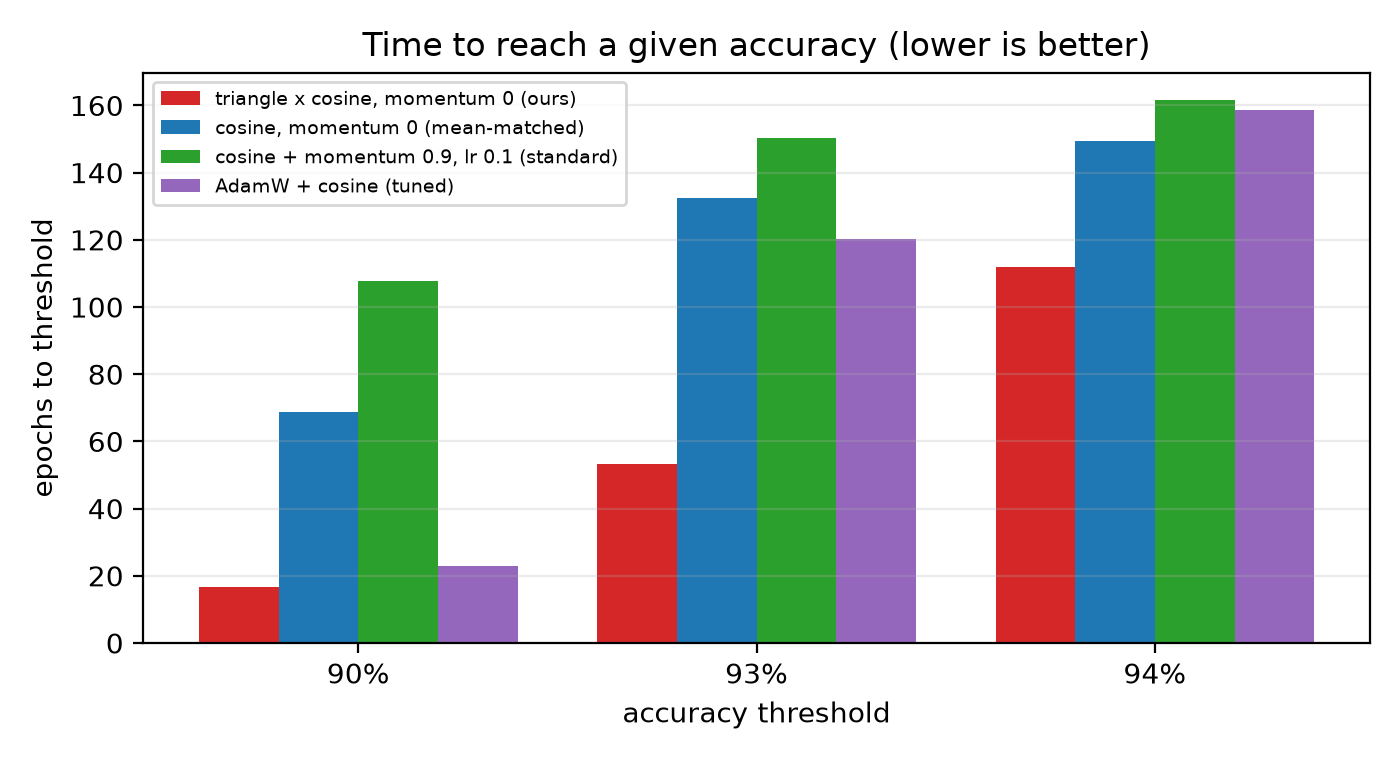 Time to reach a given accuracy (lower is better)
triangle x cosine, momentum 0 (ours)
cosine, momentum 0 (mean-matched)
cosine + momentum 0.9, lr 0.1 (standard)
AdamW + cosine (tuned)
epochs to threshold
160
140
120
100
80
60
40
20
0
90%
93%
94%
accuracy threshold